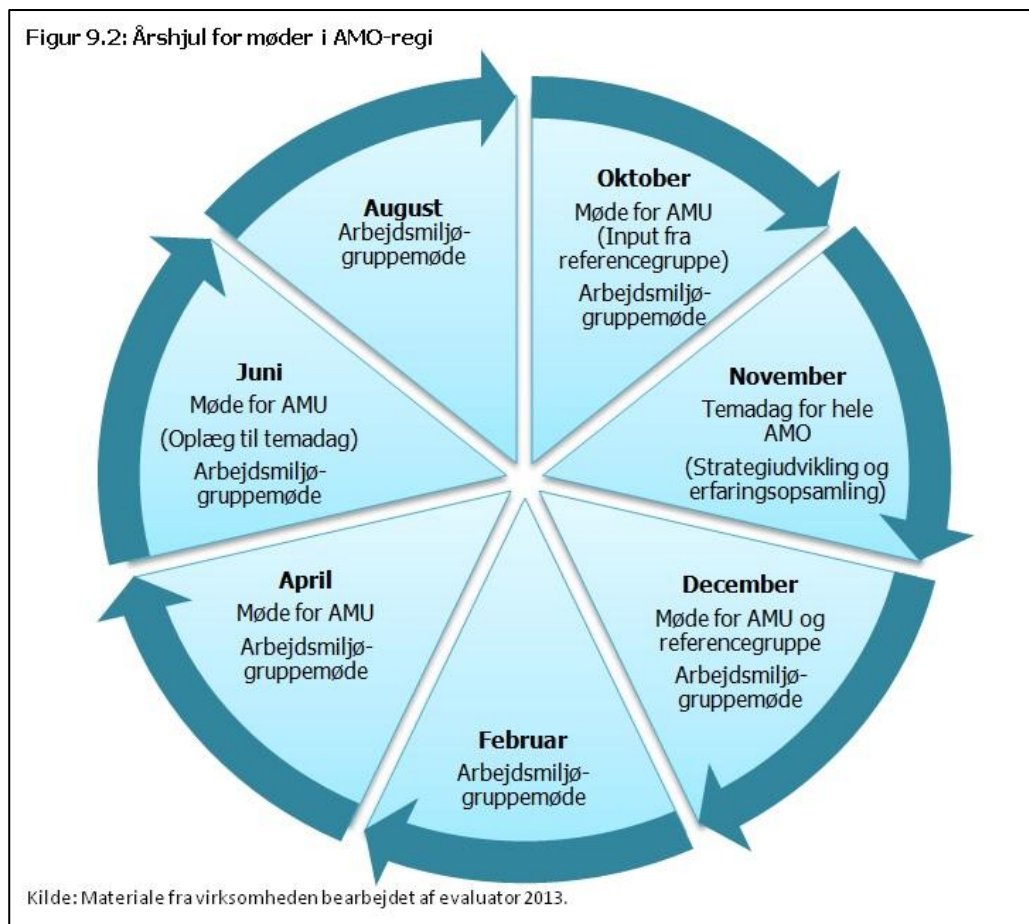 Figur 9.2: Årshjul for møder i AMO-regi
Oktober
Møde for AMU
(Input fra
referencegruppe)
Arbejdsmiljø-
gruppemøde
November
Temadag for hele
AMO
(Strategiudvikling og
erfaringsopsamling)
December
Møde for AMU og
referencegruppe
Arbejdsmiljø-
gruppemøde
Februar
Arbejdsmiljø-
gruppemøde
April
Møde for AMU
Arbejdsmiljø-
gruppemøde
Juni
Møde for AMU
(Oplæg til temadag)
Arbejdsmiljø-
gruppemøde
August
Arbejdsmiljø-
gruppemøde
Kilde: Materiale fra virksomheden bearbejdet af evaluator 2013.